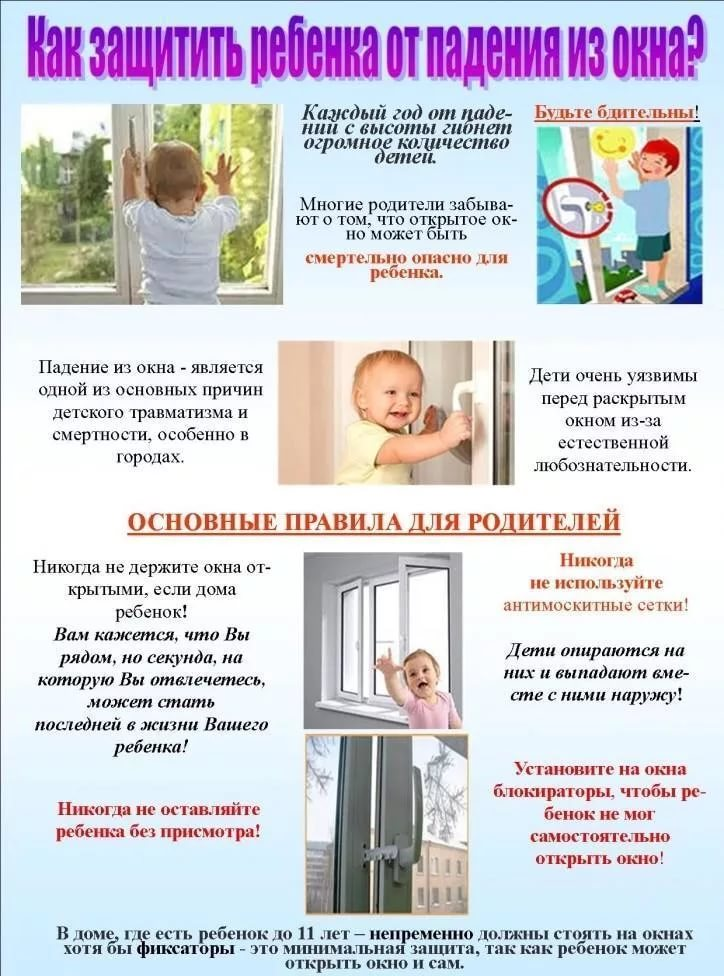 Как защитить ребенка от падения из окна?
Каждый год от паде-
ний с высоты гибнет
огромное количество
детей.
Многие родители забыва-
ют о том, что открытое ок-
но может быть
смертельно опасно для
ребенка.
Будьте бдительны!
Падение из окна - является
одной из основных причин
детского травматизма и
смертности, особенно в
городах.
Дети очень уязвимы
перед раскрытым
окном из-за
естественной
любознательности.
ОСНОВНЫЕ ПРАВИЛА ДЛЯ РОДИТЕЛЕЙ
Никогда не держите окна от-
крытыми, если дома
ребенок!
Вам кажется, что Вы
рядом, но секунда, на
которую Вы отвлечетесь,
может стать
последней в жизни Вашего
ребенка!
Никогда не оставляйте
ребенка без присмотра!
Никогда
не используйте
антимоскитные сетки!
Дети опираются на
них и выпадают вме-
сте с ними наружу!
Установите на окна
блокираторы, чтобы ре-
бенок не мог
самостоятельно
открыть окно!
В доме, где есть ребенок до 11 лет – непременно должны стоять на окнах
хотя бы фиксаторы - это минимальная защита, так как ребенок может
открыть окно и сам.